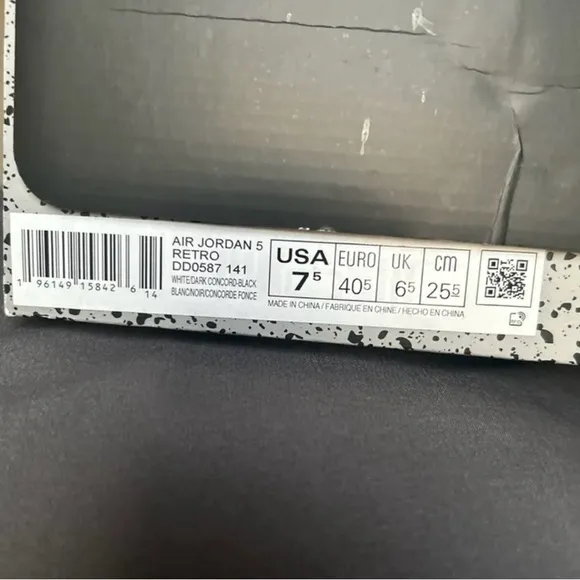 AIR JORDAN 5
RETRO
DD0587 141
WHITE/DARK CONCORD-BLACK
BLANC/NOIR/CONCORDE FONCE
1 96149 15842 6 14
USA 7⁵
EURO 40⁵
UK 6⁵
cm 25⁵
MADE IN CHINA / FABRIQUE EN CHINE / HECHO EN CHINA